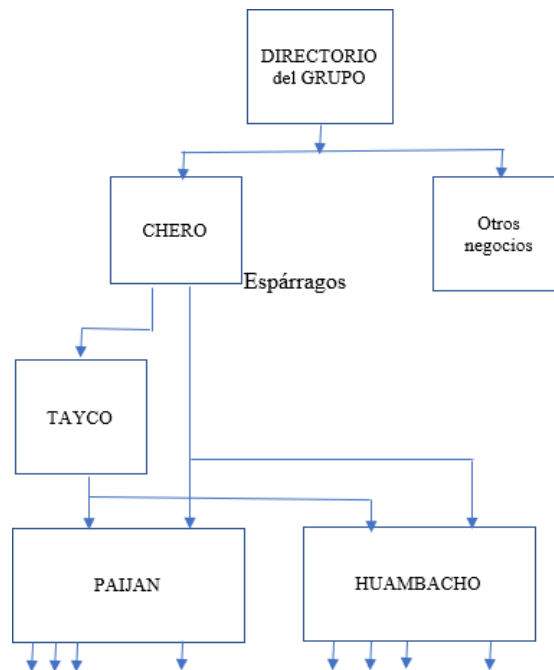 DIRECTORIO
del GRUPO
CHERO
Otros
negocios
Espárragos
TAYCO
PAIJAN
HUAMBACHO